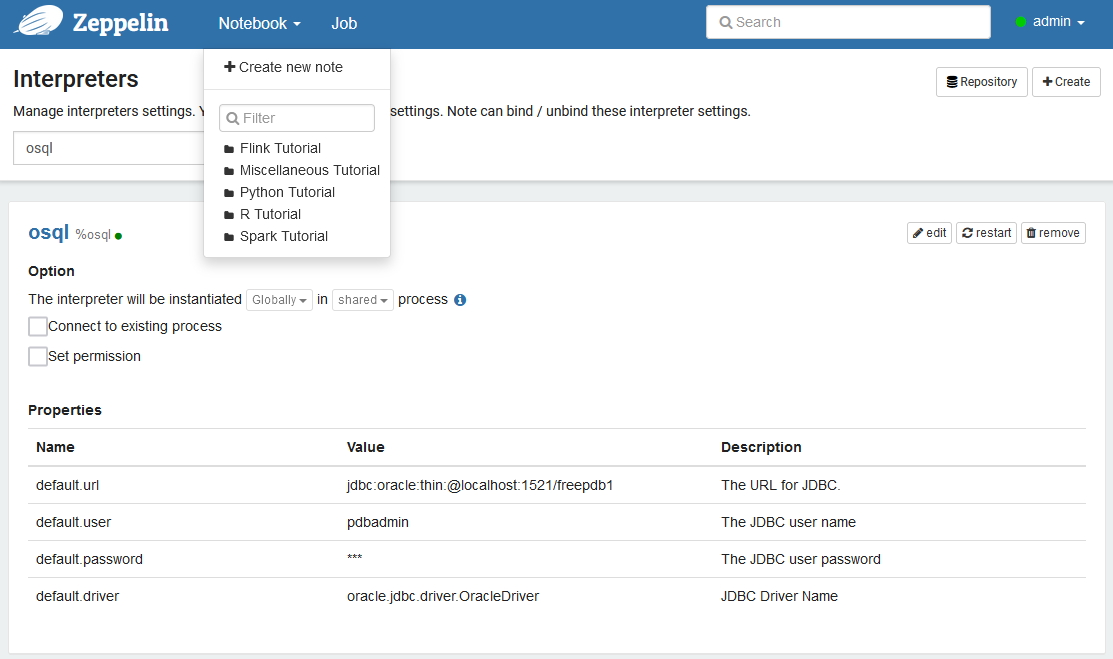 Zeppelin Notebook Job Search admin
Create new note
Interpreters
Repository Create
Manage interpreters settings. settings. Note can bind / unbind these interpreter settings.
Filter
osql
Flink Tutorial
Miscellaneous Tutorial
Python Tutorial
R Tutorial
Spark Tutorial
osql %osql edit restart remove
Option
The interpreter will be instantiated Globally in shared process
Connect to existing process
Set permission
Properties
Name Value Description
default.url jdbc:oracle:thin:@localhost:1521/freepdb1 The URL for JDBC.
default.user pdbadmin The JDBC user name
default.password *** The JDBC user password
default.driver oracle.jdbc.driver.OracleDriver JDBC Driver Name